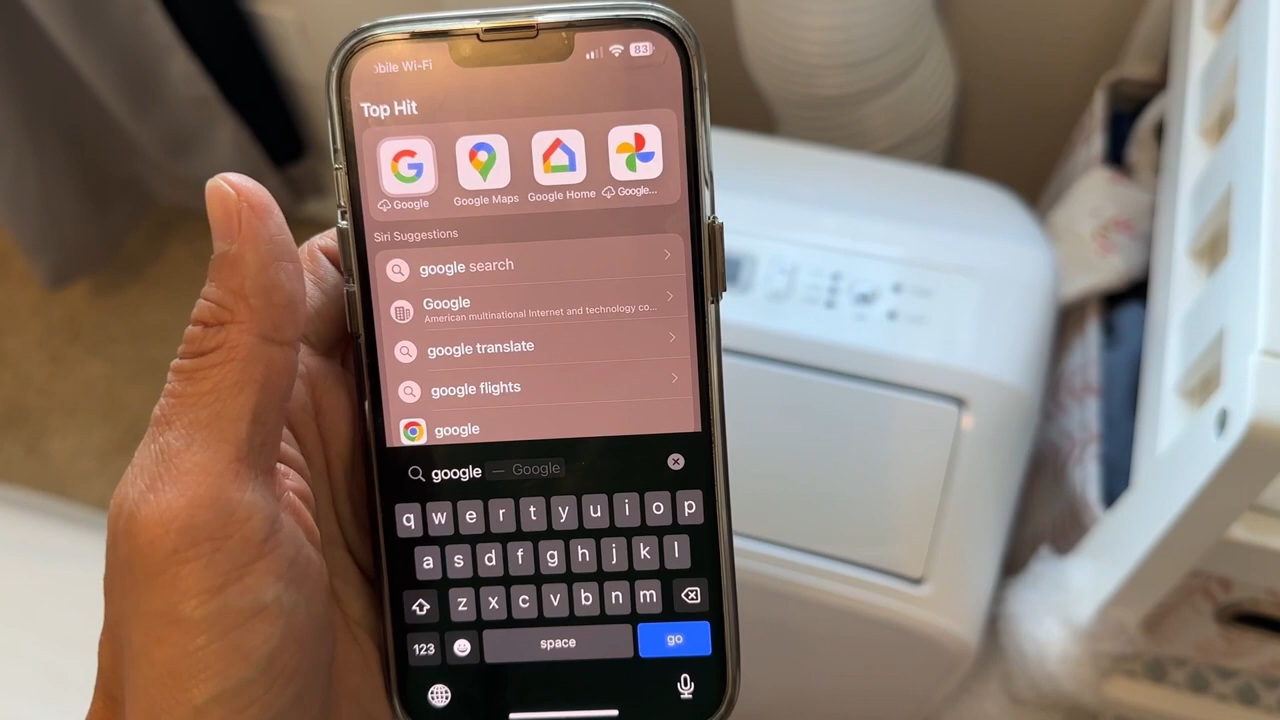 obile Wi-Fi
83
Top Hit
Google
Google Maps
Google Home
Google...
Siri Suggestions
google search
Google
American multinational Internet and technology co...
google translate
google flights
google
google — Google
q w e r t y u i o p
a s d f g h j k l
z x c v b n m
123
space
go